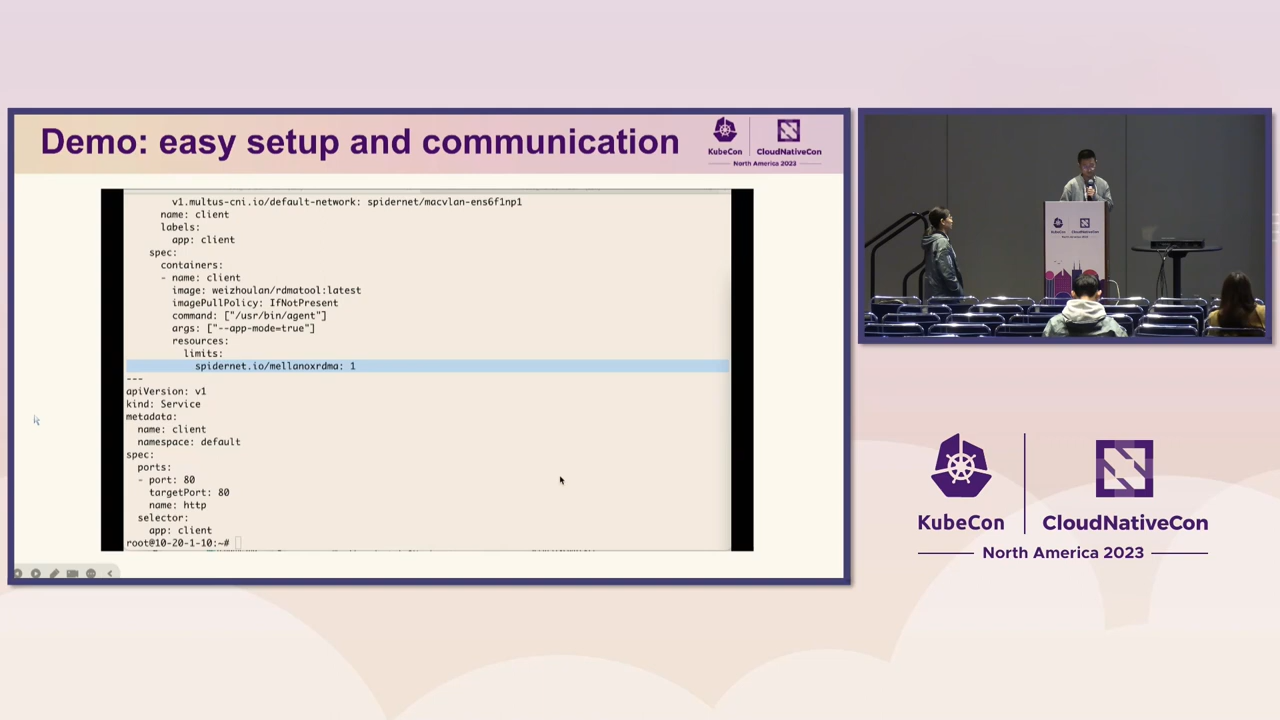 Demo: easy setup and communication
KubeCon
CloudNativeCon
North America 2023
v1.multus-cni.io/default-network: spidernet/macvlan-ens6f1np1
name: client
labels:
app: client
spec:
containers:
- name: client
image: weizhoulan/rdmatool:latest
imagePullPolicy: IfNotPresent
command: ["/usr/bin/agent"]
args: ["--app-mode=true"]
resources:
limits:
spidernet.io/mellanoxrdma: 1
---
apiVersion: v1
kind: Service
metadata:
name: client
namespace: default
spec:
ports:
- port: 80
targetPort: 80
name: http
selector:
app: client
root@10-20-1-10:~#
KubeCon
CloudNativeCon
North America 2023